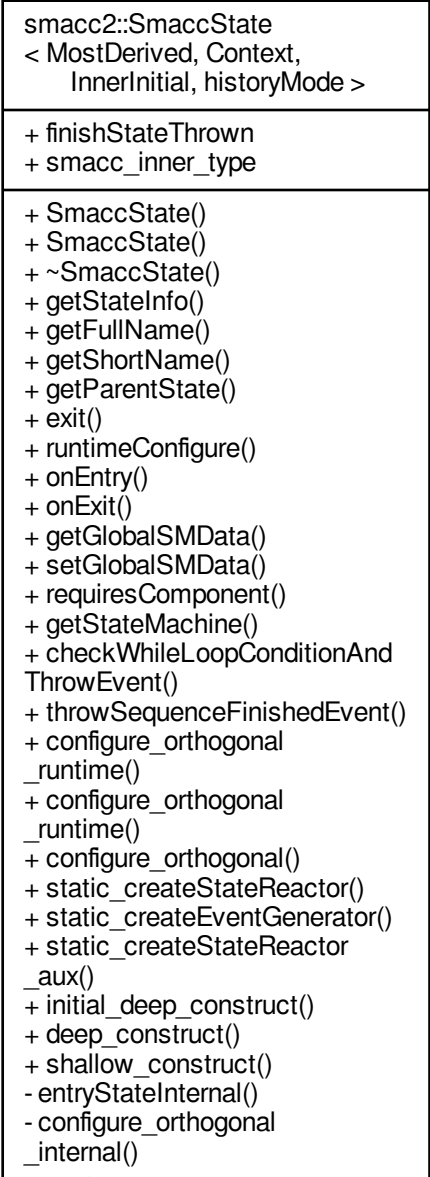 smacc2::SmaccState
< MostDerived, Context,
InnerInitial, historyMode >
+ finishStateThrown
+ smacc_inner_type
+ SmaccState()
+ SmaccState()
+ ~SmaccState()
+ getStateInfo()
+ getFullName()
+ getShortName()
+ getParentState()
+ exit()
+ runtimeConfigure()
+ onEntry()
+ onExit()
+ getGlobalSMData()
+ setGlobalSMData()
+ requiresComponent()
+ getStateMachine()
+ checkWhileLoopConditionAnd
ThrowEvent()
+ throwSequenceFinishedEvent()
+ configure_orthogonal
_runtime()
+ configure_orthogonal
_runtime()
+ configure_orthogonal()
+ static_createStateReactor()
+ static_createEventGenerator()
+ static_createStateReactor
_aux()
+ initial_deep_construct()
+ deep_construct()
+ shallow_construct()
- entryStateInternal()
- configure_orthogonal
_internal()